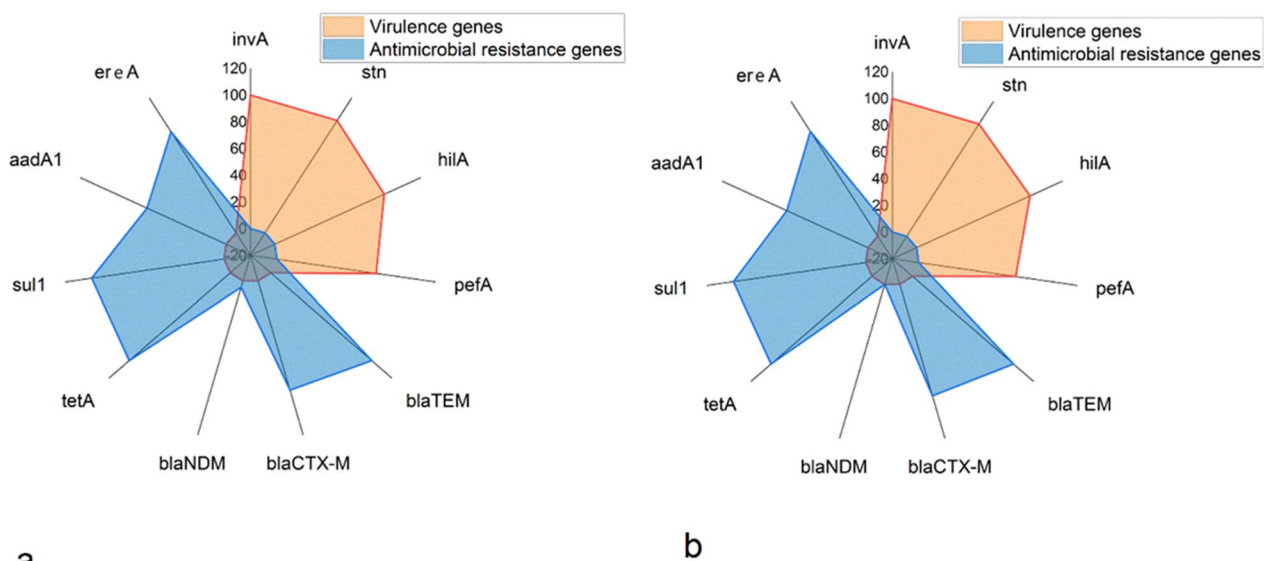 Virulence genes
Antimicrobial resistance genes
invA
stn
hilA
pefA
blaTEM
blaCTX-M
blaNDM
tetA
sul1
aadA1
ereA
120
100
80
60
40
20
0
-20
a
Virulence genes
Antimicrobial resistance genes
invA
stn
hilA
pefA
blaTEM
blaCTX-M
blaNDM
tetA
sul1
aadA1
ereA
120
100
80
60
40
20
0
-20
b